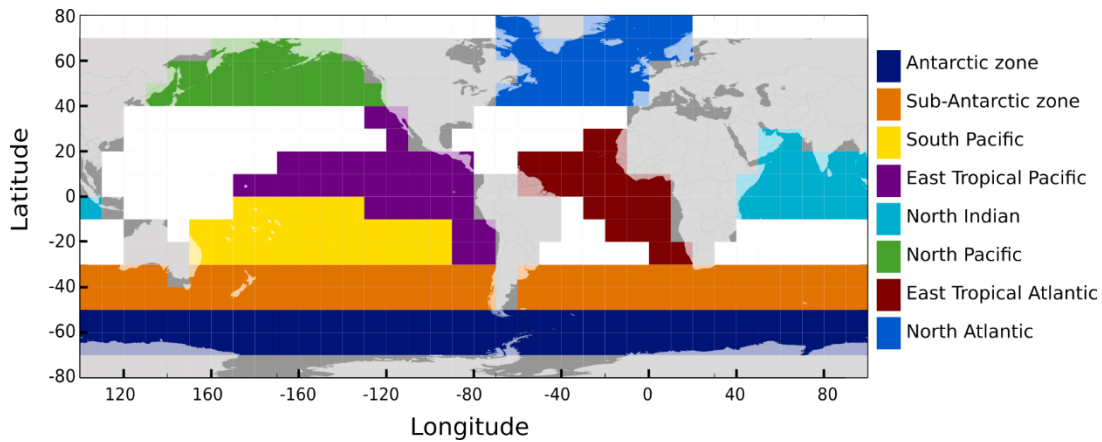 80
60
40
20
0
-20
-40
-60
-80
Latitude
120
160
-160
-120
-80
-40
0
40
80
Longitude
Antarctic zone
Sub-Antarctic zone
South Pacific
East Tropical Pacific
North Indian
North Pacific
East Tropical Atlantic
North Atlantic